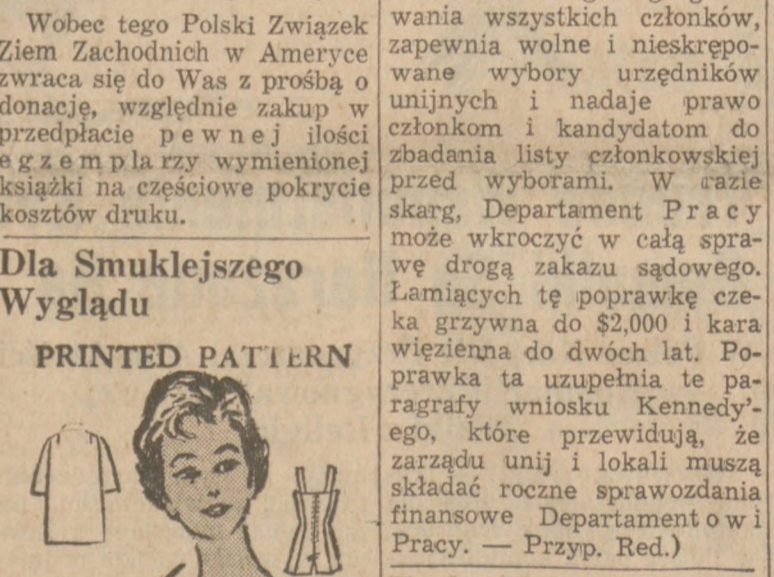 Wobec tego Polski Związek
Ziem Zachodnich w Ameryce
zwraca się do Was z prośbą o
donację, względnie zakup w
przedpłacie pewnej ilości
egzemplarzy wymienionej
książki na częściowe pokrycie
kosztów druku.
Dla Smuklejszego
Wyglądu
PRINTED PATTERN
wania wszystkich członków,
zapewnia wolne i nieskrępo-
wane wybory urzędników
unijnych i nadaje prawo
członkom i kandydatom do
zbadania listy członkowskiej
przed wyborami. W razie
skarg, Departament Pracy
może wkroczyć w całą spra-
wę drogą zakazu sądowego.
Łamiących tę poprawkę cze-
ka grzywna do $2,000 i kara
więzienna do dwóch lat. Po-
prawka ta uzupełnia te pa-
ragrafy wniosku Kennedy'-
ego, które przewidują, że
zarządu unij i lokali muszą
składać roczne sprawozdania
finansowe Departamentowi
Pracy. — Przyp. Red.)